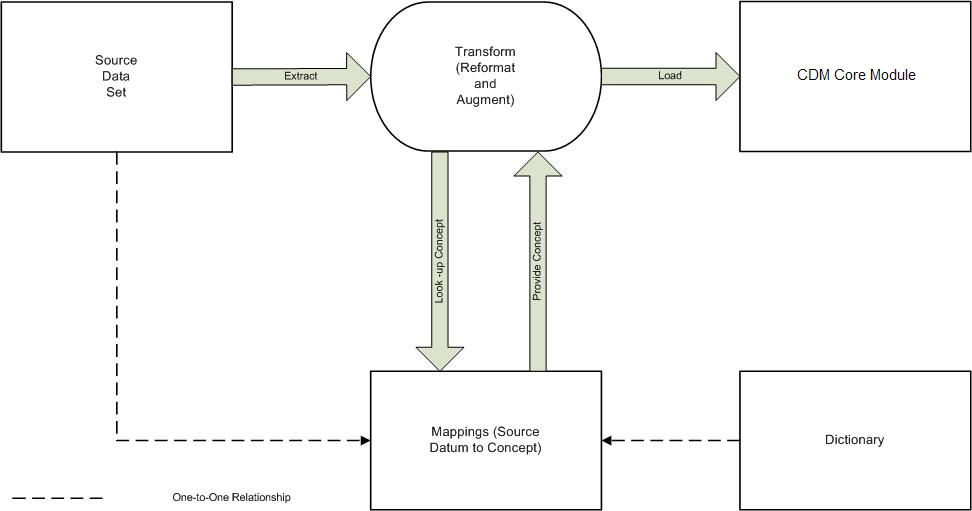 Source
Data
Set
Extract
Transform
(Reformat
and
Augment)
Load
CDM Core Module
Look -up Concept
Provide Concept
Mappings (Source
Datum to Concept)
Dictionary
One-to-One Relationship